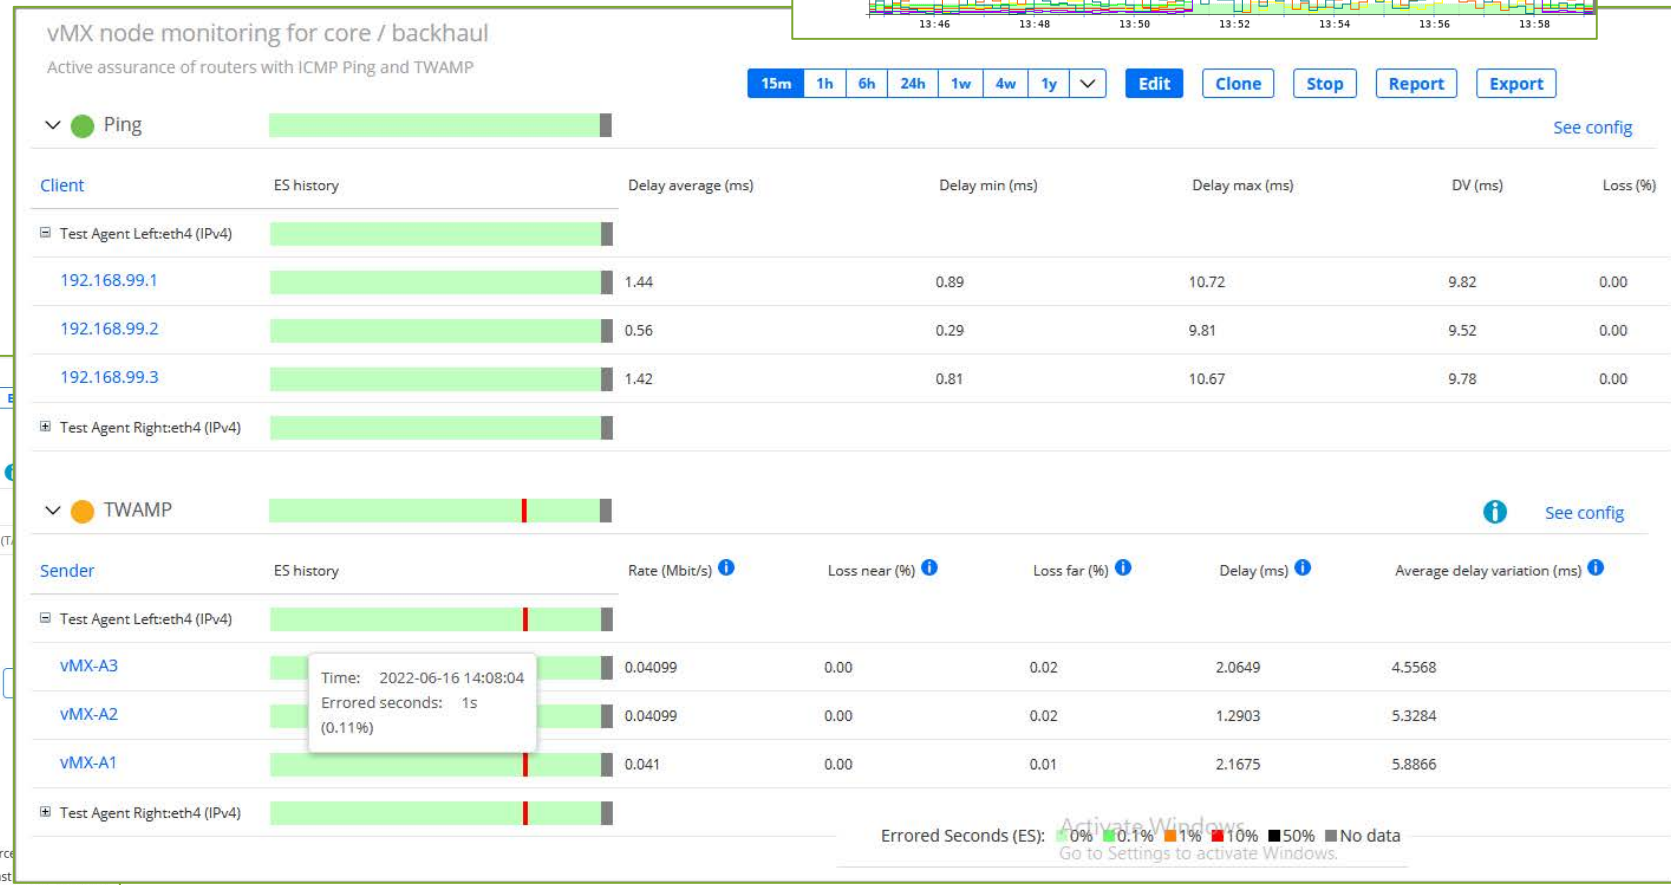 13:46 13:48 13:50 13:52 13:54 13:56 13:58
vMX node monitoring for core / backhaul
Active assurance of routers with ICMP Ping and TWAMP
15m 1h 6h 24h 1w 4w 1y Edit Clone Stop Report Export
Ping See config
Client ES history Delay average (ms) Delay min (ms) Delay max (ms) DV (ms) Loss (%)
Test Agent Left:eth4 (IPv4)
192.168.99.1 1.44 0.89 10.72 9.82 0.00
192.168.99.2 0.56 0.29 9.81 9.52 0.00
192.168.99.3 1.42 0.81 10.67 9.78 0.00
Test Agent Right:eth4 (IPv4)
TWAMP See config
Sender ES history Rate (Mbit/s) Loss near (%) Loss far (%) Delay (ms) Average delay variation (ms)
Test Agent Left:eth4 (IPv4)
vMX-A3 0.04099 0.00 0.02 2.0649 4.5568
Time: 2022-06-16 14:08:04
Errored seconds: 1s
(0.11%)
vMX-A2 0.04099 0.00 0.02 1.2903 5.3284
vMX-A1 0.041 0.00 0.01 2.1675 5.8866
Test Agent Right:eth4 (IPv4)
Errored Seconds (ES): 0% 0.1% 1% 10% 50% No data
Activate Windows
Go to Settings to activate Windows.